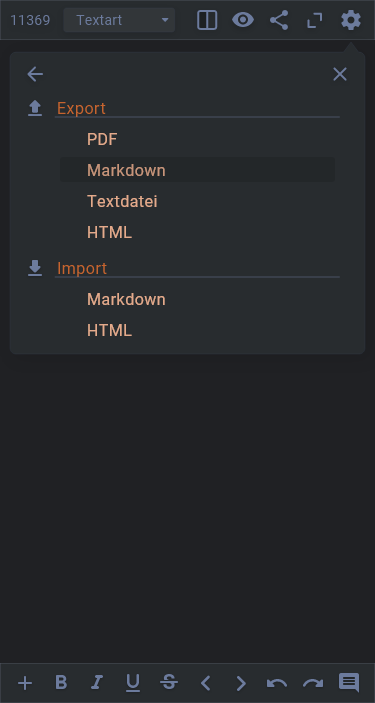 11369 Textart
Export
PDF
Markdown
Textdatei
HTML
Import
Markdown
HTML
B I U S